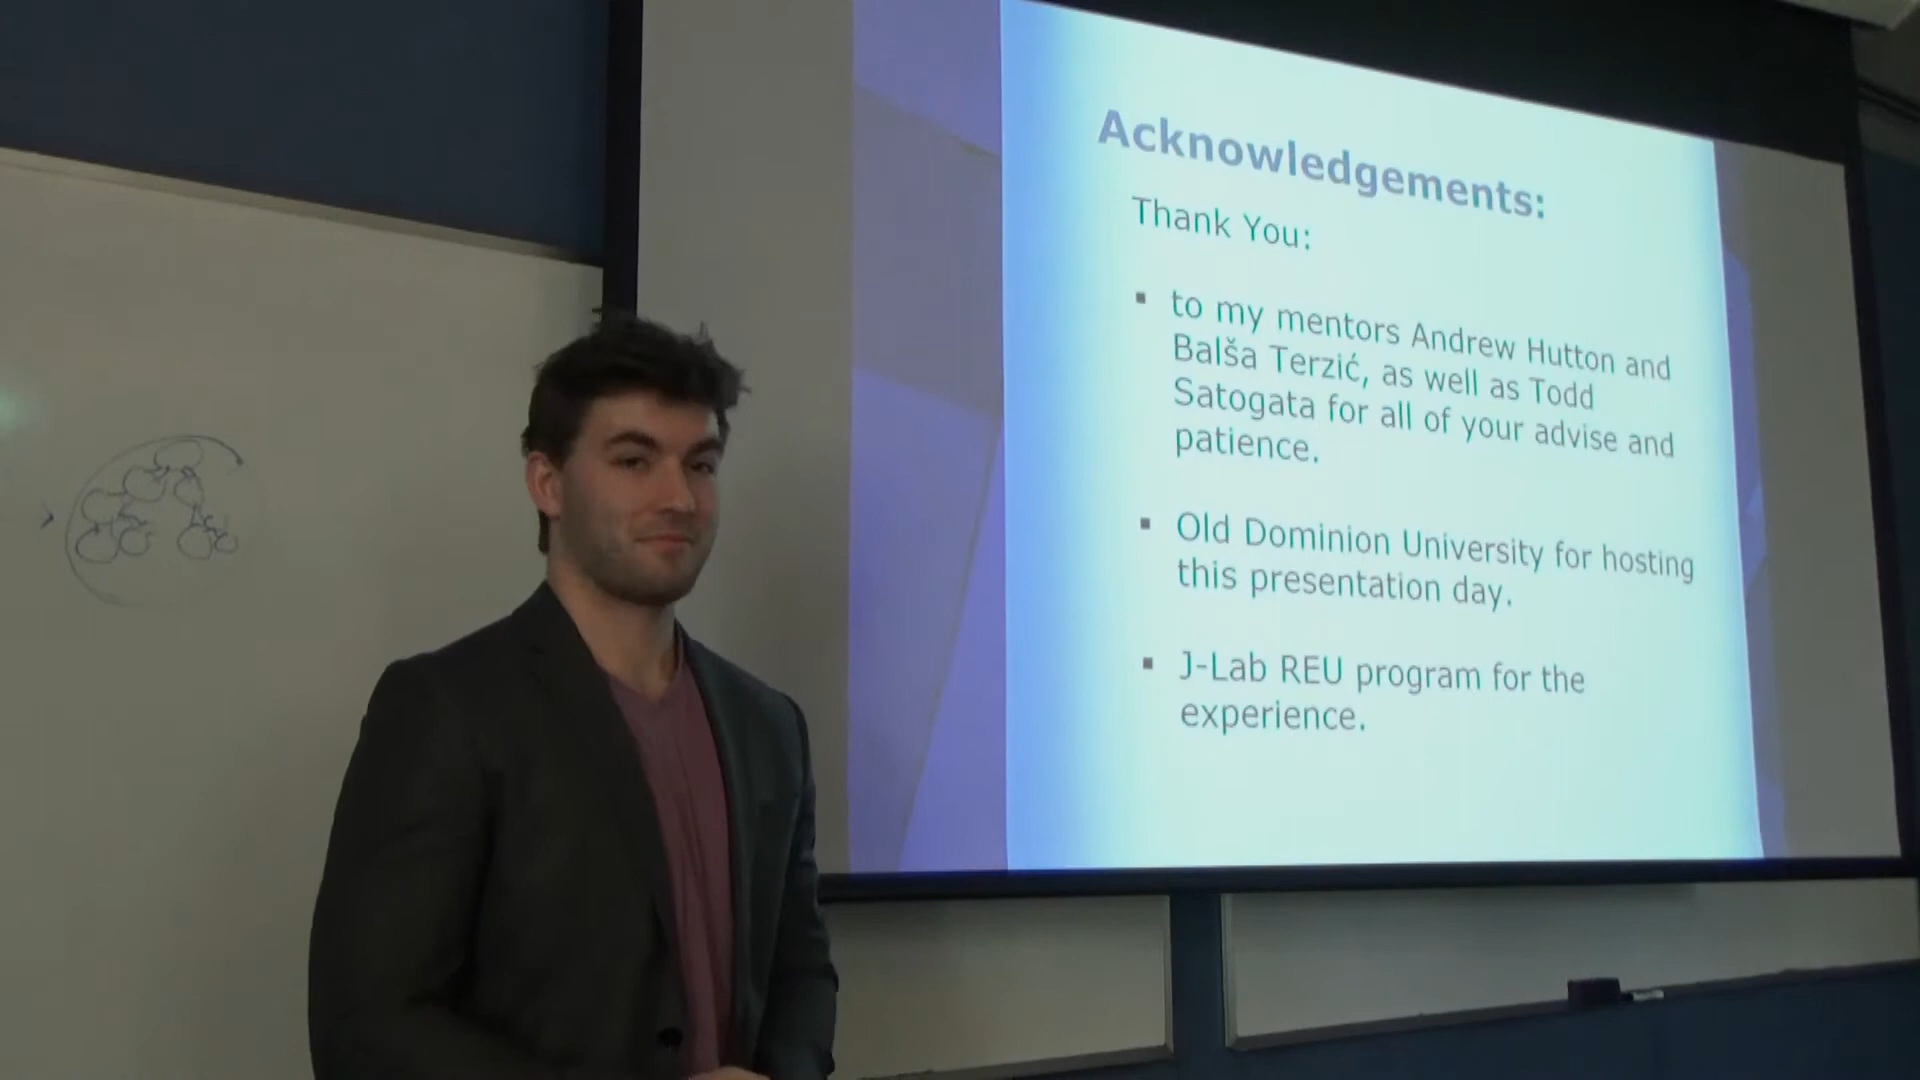 Acknowledgements:
Thank You:
▪ to my mentors Andrew Hutton and
Balša Terzić, as well as Todd
Satogata for all of your advise and
patience.
▪ Old Dominion University for hosting
this presentation day.
▪ J-Lab REU program for the
experience.